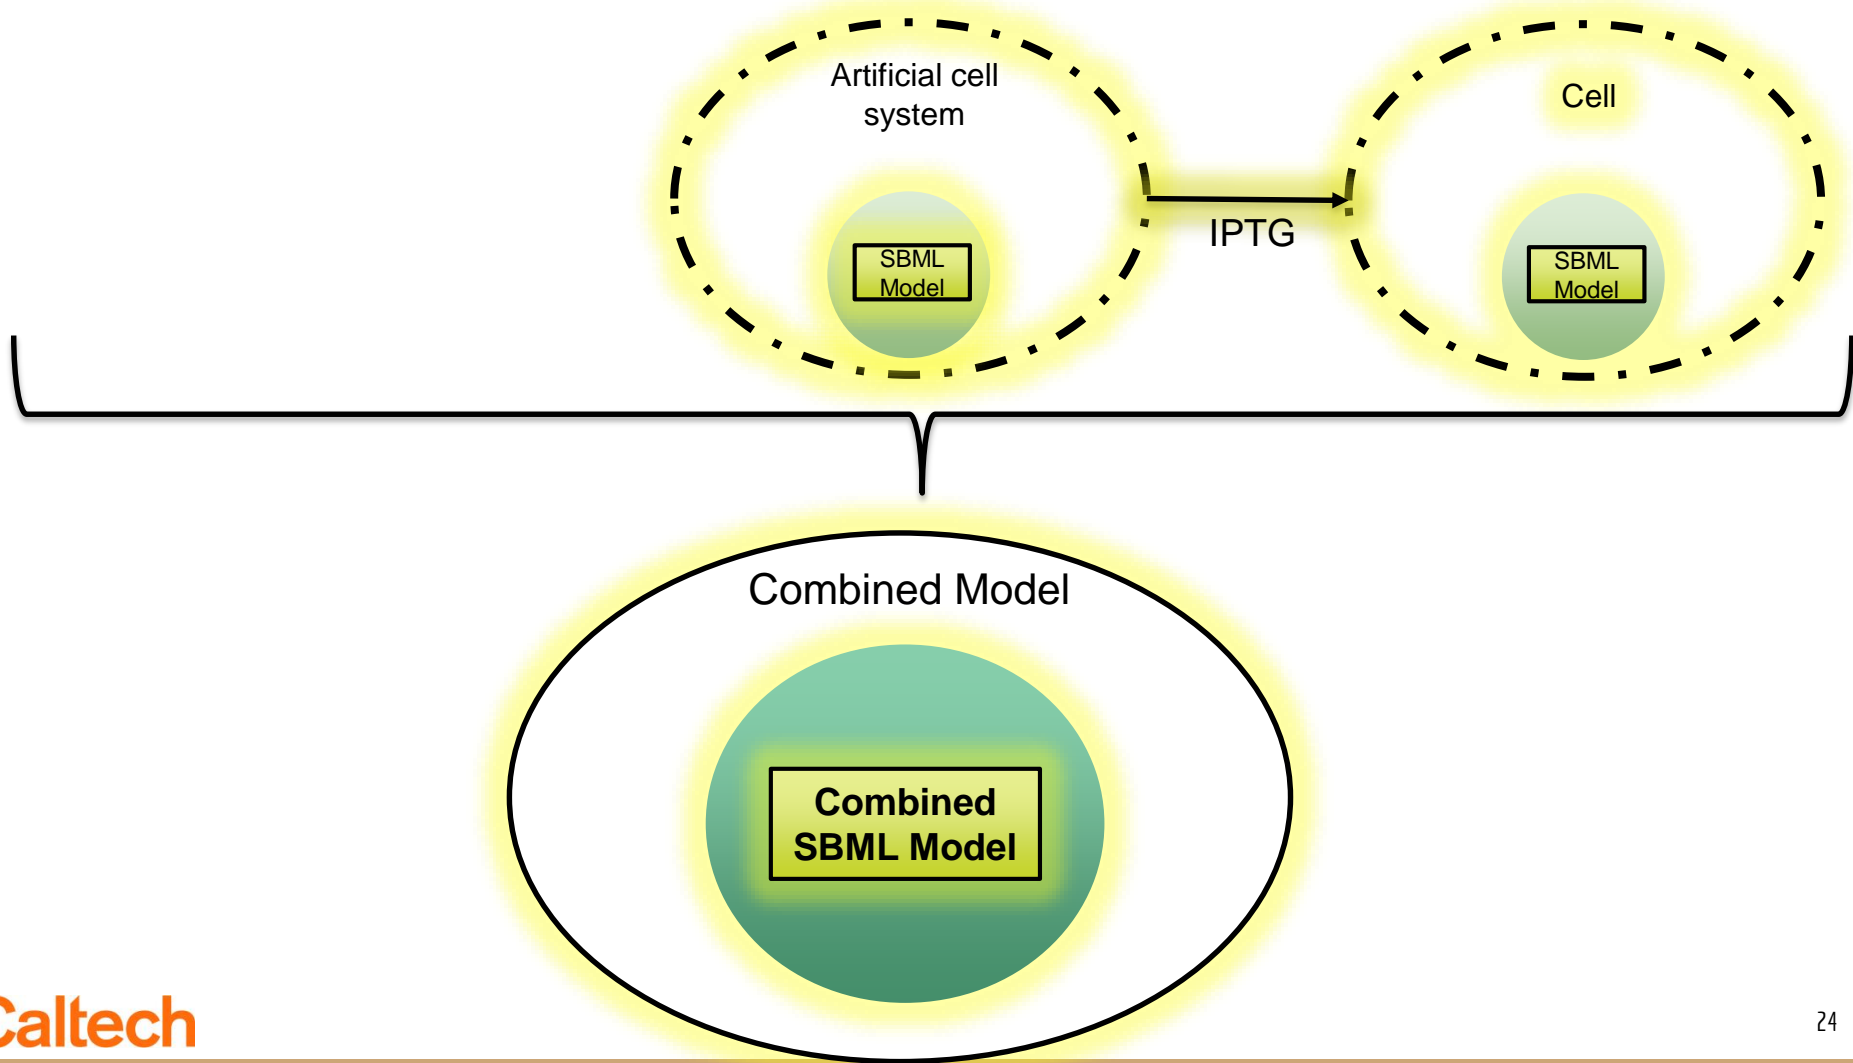 Artificial cell
system
Cell
IPTG
SBML
Model
SBML
Model
Combined Model
Combined
SBML Model
Caltech
24